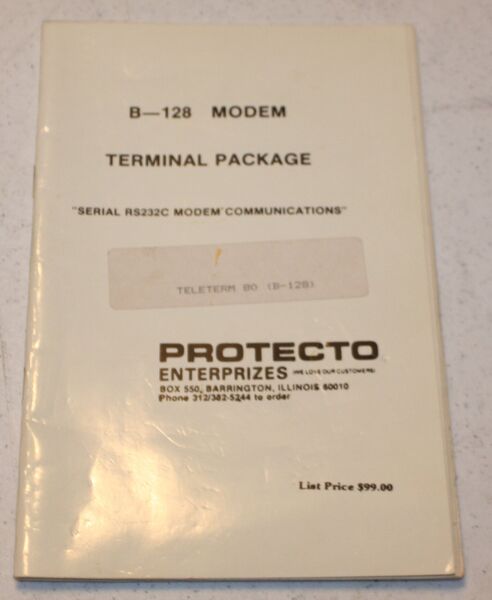 B—128 MODEM
TERMINAL PACKAGE
"SERIAL RS232C MODEM COMMUNICATIONS"
TELETERM 80 (B-128)
PROTECTO
ENTERPRIZES (WE LOVE OUR CUSTOMERS)
BOX 550, BARRINGTON, ILLINOIS 60010
Phone 312/382-5244 to order
List Price $99.00